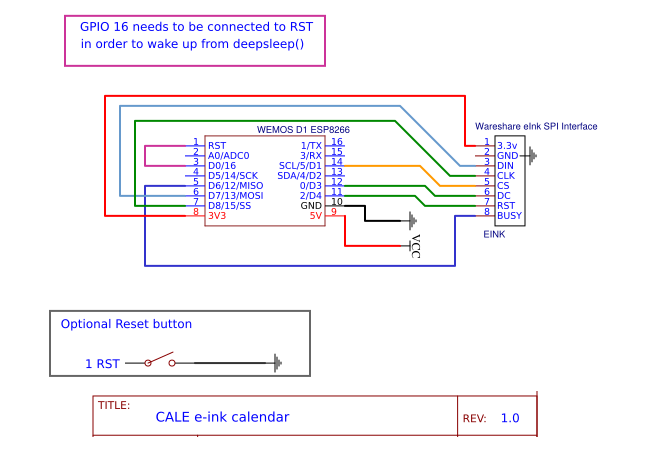 GPIO 16 needs to be connected to RST
in order to wake up from deepsleep()
WEMOS D1 ESP8266
Wareshare eInk SPI Interface
1 RST 1/TX 16
2 A0/ADC0 3/RX 15
3 D0/16 SCL/5/D1 14
4 D5/14/SCK SDA/4/D2 13
5 D6/12/MISO 0/D3 12
6 D7/13/MOSI 2/D4 11
7 D8/15/SS GND 10
8 3V3 5V 9
1 3.3v
2 GND
3 DIN
4 CLK
5 CS
6 DC
7 RST
8 BUSY
EINK
VCC
Optional Reset button
1 RST
TITLE:
CALE e-ink calendar
REV: 1.0